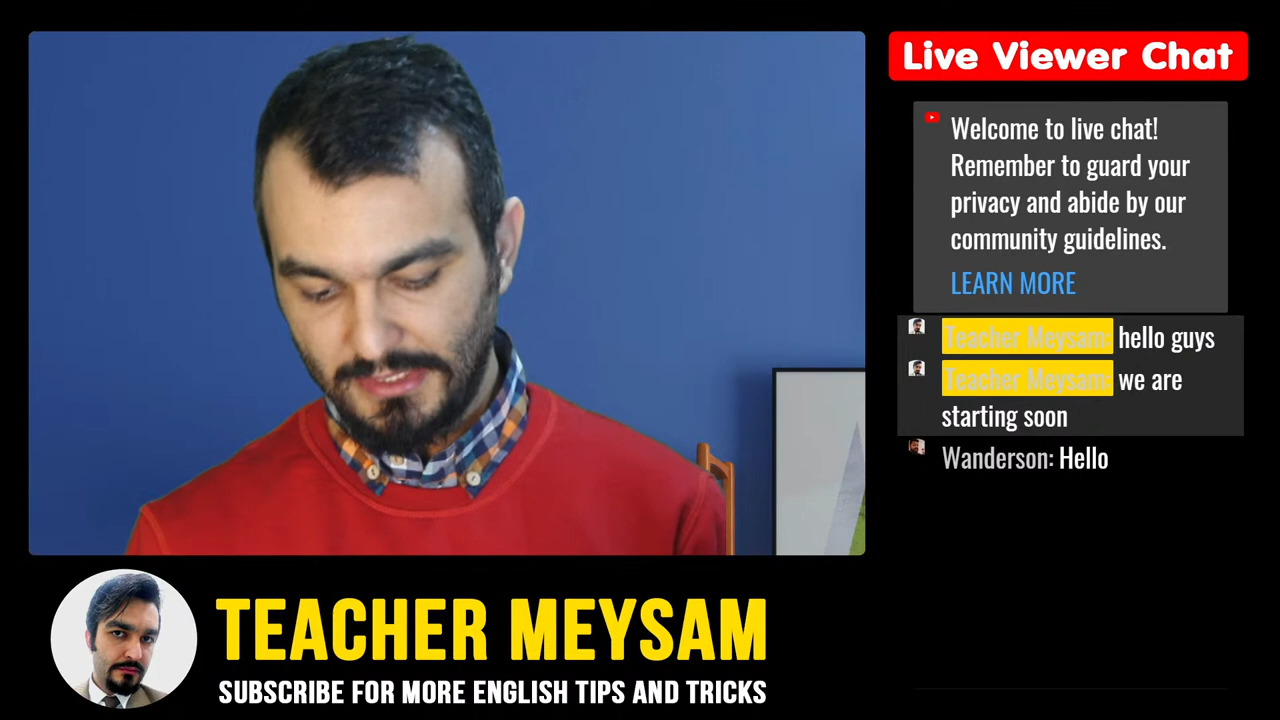 Live Viewer Chat
Welcome to live chat!
Remember to guard your
privacy and abide by our
community guidelines.
LEARN MORE
Teacher Meysam: hello guys
Teacher Meysam: we are
starting soon
Wanderson: Hello
TEACHER MEYSAM
SUBSCRIBE FOR MORE ENGLISH TIPS AND TRICKS